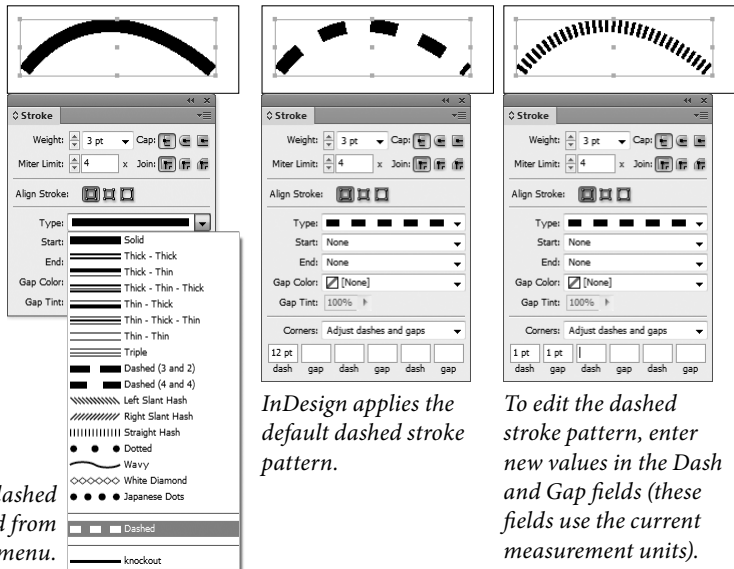 Stroke
Weight: 3 pt Cap:
Miter Limit: 4 x Join:
Align Stroke:
Type:
Start:
End:
Gap Color:
Gap Tint:
Solid
Thick - Thick
Thick - Thin
Thick - Thin - Thick
Thin - Thick
Thin - Thick - Thin
Thin - Thin
Triple
Dashed (3 and 2)
Dashed (4 and 4)
Left Slant Hash
Right Slant Hash
Straight Hash
Dotted
Wavy
White Diamond
Japanese Dots
Dashed
knockout
dashed
d from
menu.
Stroke
Weight: 3 pt Cap:
Miter Limit: 4 x Join:
Align Stroke:
Type:
Start: None
End: None
Gap Color: [None]
Gap Tint: 100%
Corners: Adjust dashes and gaps
12 pt
dash gap dash gap dash gap
InDesign applies the
default dashed stroke
pattern.
Stroke
Weight: 3 pt Cap:
Miter Limit: 4 x Join:
Align Stroke:
Type:
Start: None
End: None
Gap Color: [None]
Gap Tint: 100%
Corners: Adjust dashes and gaps
1 pt 1 pt
dash gap dash gap dash gap
To edit the dashed
stroke pattern, enter
new values in the Dash
and Gap fields (these
fields use the current
measurement units).